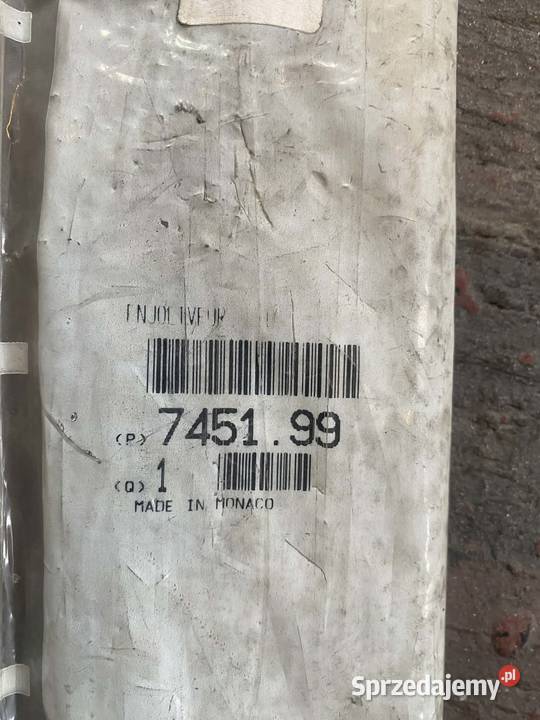 ENJOLIVEUR
(P) 7451.99
(Q) 1
MADE IN MONACO
Sprzedajemy.pl